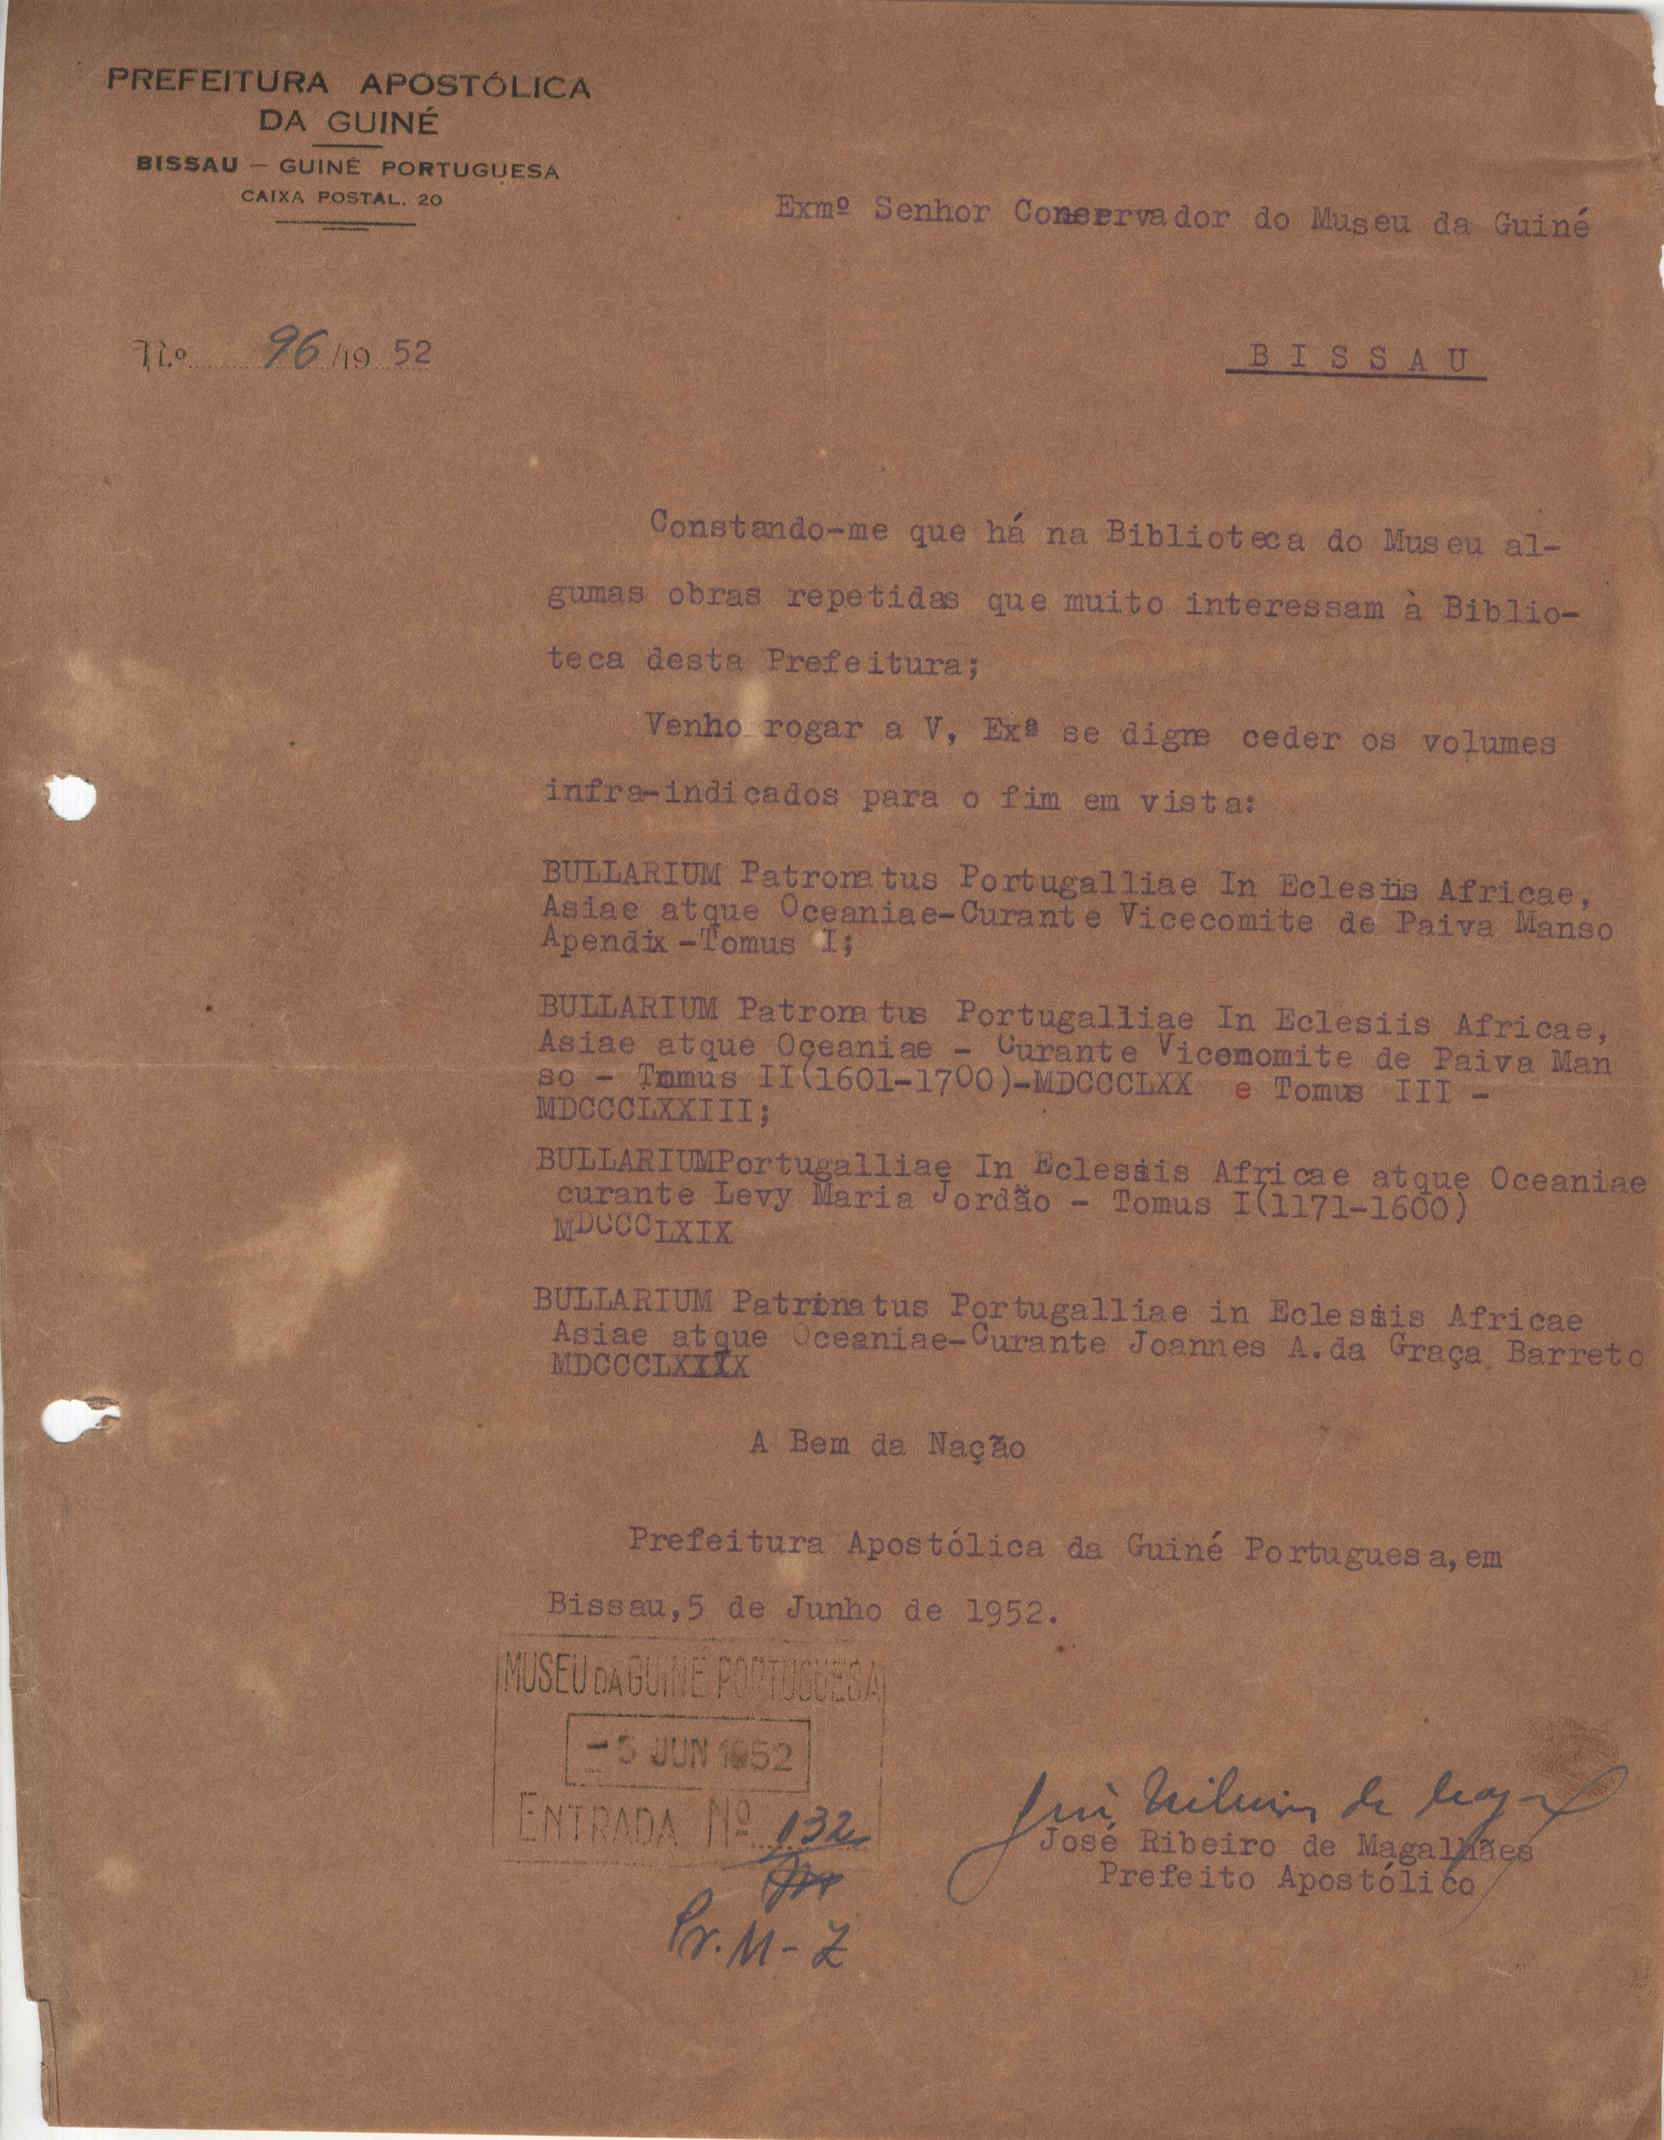 PREFEITURA APOSTÓLICA
DA GUINÉ
BISSAU — GUINÉ PORTUGUESA
CAIXA POSTAL. 20
Exmº Senhor Conservador do Museu da Guiné
N.º 96/1952
BISSAU
Constando-me que há na Biblioteca do Museu al-
gumas obras repetidas que muito interessam à Biblio-
teca desta Prefeitura;
Venho rogar a V, Exª se digne ceder os volumes
infra-indicados para o fim em vista:
BULLARIUM Patronatus Portugalliae In Eclesiis Africae,
Asiae atque Oceaniae-Curante Vicecomite de Paiva Manso
Apendix-Tomus I;
BULLARIUM Patronatus Portugalliae In Eclesiis Africae,
Asiae atque Oceaniae - Curante Vicomomite de Paiva Man
so - Tomus II(1601-1700)-MDCCCLXX e Tomus III -
MDCCCLXXIII;
BULLARIUMPortugalliae In Eclesiis Africae atque Oceaniae
curante Levy Maria Jordão - Tomus I(1171-1600)
MDCCCLXIX
BULLARIUM Patronatus Portugalliae in Eclesiis Africae
Asiae atque Oceaniae-Curante Joannes A.da Graça Barreto
A Bem da Nação
Prefeitura Apostólica da Guiné Portuguesa,em
Bissau,5 de Junho de 1952.
MUSEU DA GUINÉ PORTUGUESA
-5 JUN 1952
ENTRADA Nº 132
José Ribeiro de Magalhães
Prefeito Apostólico
Pr. M-Z